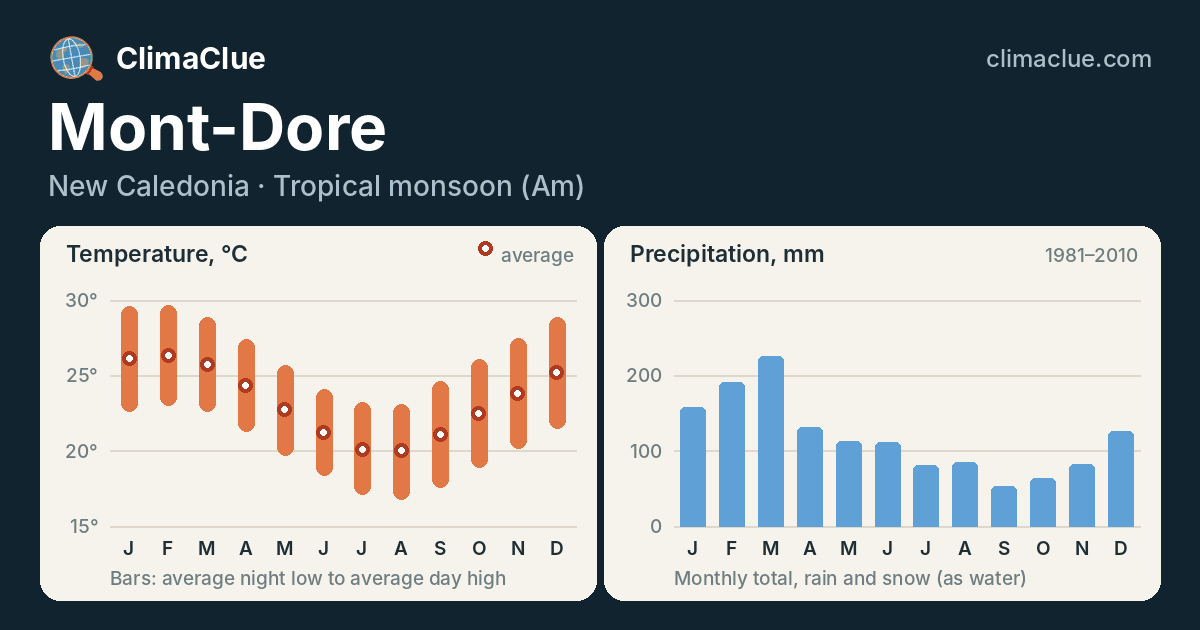 ClimaClue
climaclue.com
Mont-Dore
New Caledonia · Tropical monsoon (Am)
Temperature, °C
average
30°
25°
20°
15°
J F M A M J J A S O N D
Bars: average night low to average day high
Precipitation, mm
1981–2010
300
200
100
0
J F M A M J J A S O N D
Monthly total, rain and snow (as water)